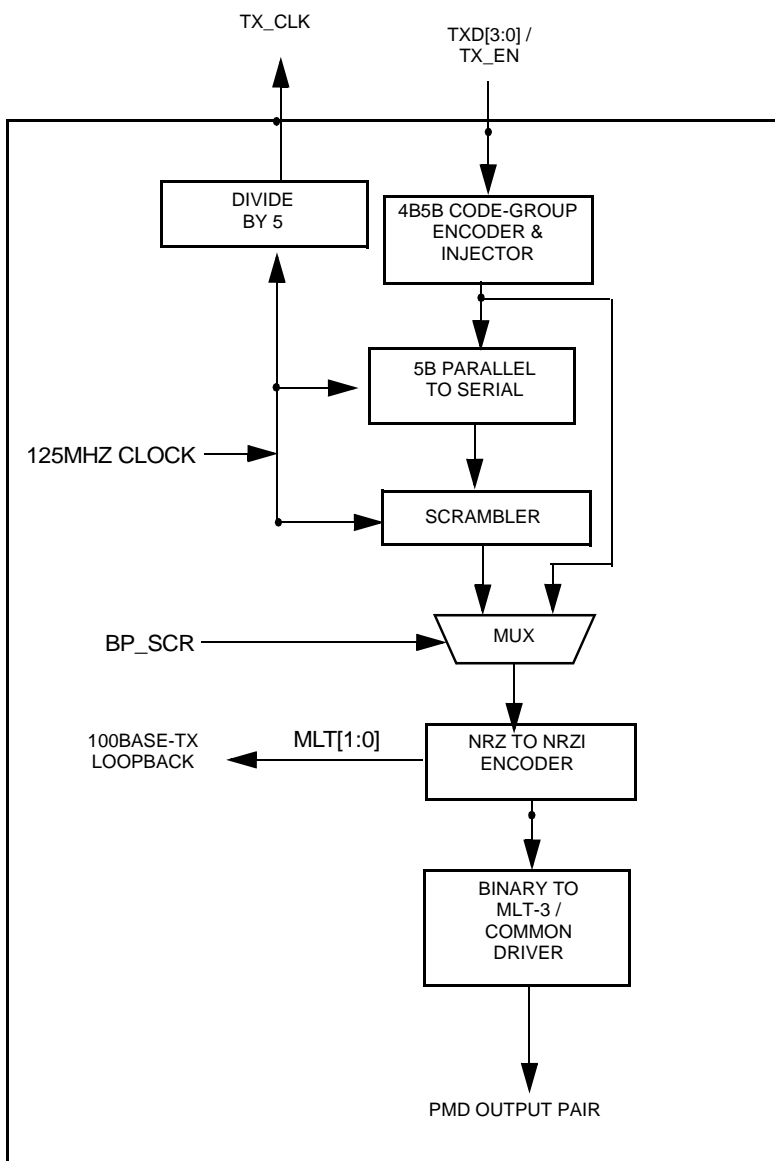 TX_CLK
TXD[3:0] /
TX_EN
DIVIDE
BY 5
4B5B CODE-GROUP
ENCODER &
INJECTOR
5B PARALLEL
TO SERIAL
125MHZ CLOCK
SCRAMBLER
BP_SCR
MUX
100BASE-TX
LOOPBACK
MLT[1:0]
NRZ TO NRZI
ENCODER
BINARY TO
MLT-3 /
COMMON
DRIVER
PMD OUTPUT PAIR